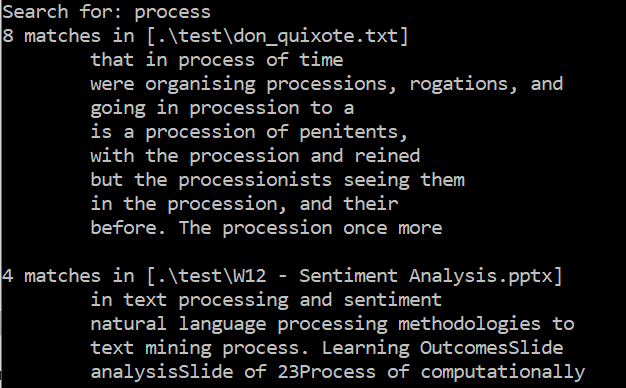 Search for: process
8 matches in [.\test\don_quixote.txt]
that in process of time
were organising processions, rogations, and
going in procession to a
is a procession of penitents,
with the procession and reined
but the processionists seeing them
in the procession, and their
before. The procession once more
4 matches in [.\test\W12 - Sentiment Analysis.pptx]
in text processing and sentiment
natural language processing methodologies to
text mining process. Learning OutcomesSlide
analysisSlide of 23Process of computationally